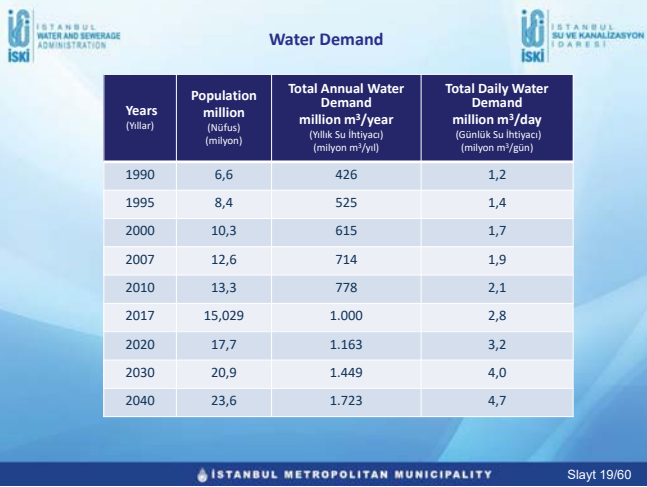 İSTANBUL
WATER AND SEWERAGE
ADMINISTRATION
İSKİ
Water Demand
İSTANBUL
SU VE KANALİZASYON
İDARESİ
İSKİ
Years
(Yıllar)
Population
million
(Nüfus)
(milyon)
Total Annual Water
Demand
million m³/year
(Yıllık Su İhtiyacı)
(milyon m³/yıl)
Total Daily Water
Demand
million m³/day
(Günlük Su İhtiyacı)
(milyon m³/gün)
1990 6,6 426 1,2
1995 8,4 525 1,4
2000 10,3 615 1,7
2007 12,6 714 1,9
2010 13,3 778 2,1
2017 15,029 1.000 2,8
2020 17,7 1.163 3,2
2030 20,9 1.449 4,0
2040 23,6 1.723 4,7
İSTANBUL METROPOLITAN MUNICIPALITY
Slayt 19/60